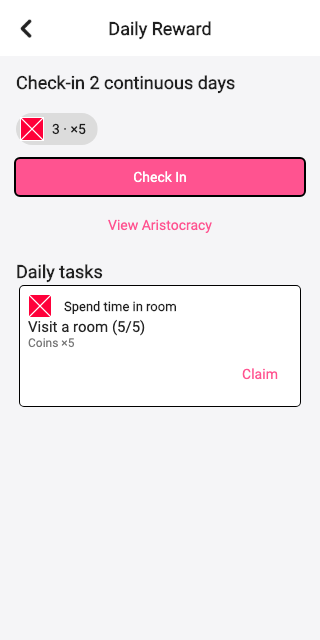 Daily Reward
Check-in 2 continuous days
3 · ×5
Check In
View Aristocracy
Daily tasks
Spend time in room
Visit a room (5/5)
Coins ×5
Claim